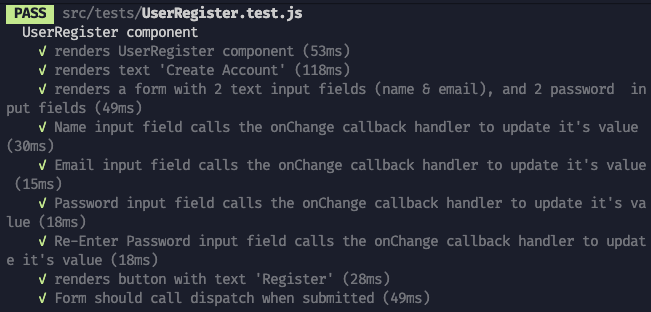 PASS src/tests/UserRegister.test.js
UserRegister component
✓ renders UserRegister component (53ms)
✓ renders text 'Create Account' (118ms)
✓ renders a form with 2 text input fields (name & email), and 2 password  in
put fields (49ms)
✓ Name input field calls the onChange callback handler to update it's value
(30ms)
✓ Email input field calls the onChange callback handler to update it's value
(15ms)
✓ Password input field calls the onChange callback handler to update it's va
lue (18ms)
✓ Re-Enter Password input field calls the onChange callback handler to updat
e it's value (18ms)
✓ renders button with text 'Register' (28ms)
✓ Form should call dispatch when submitted (49ms)